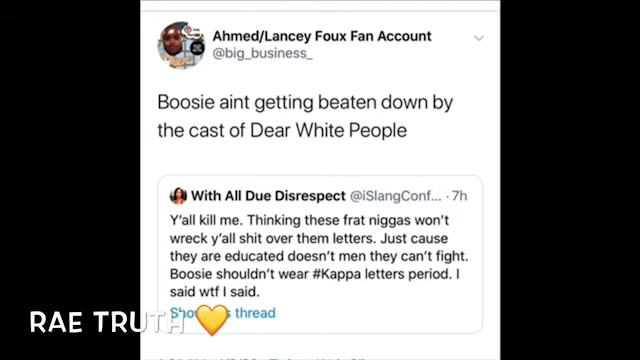 Ahmed/Lancey Foux Fan Account
@big_business_
Boosie aint getting beaten down by
the cast of Dear White People
With All Due Disrespect @iSlangConf... · 7h
Y'all kill me. Thinking these frat niggas won't
wreck y'all shit over them letters. Just cause
they are educated doesn't men they can't fight.
Boosie shouldn't wear #Kappa letters period. I
said wtf I said.
thread
RAE TRUTH 💛